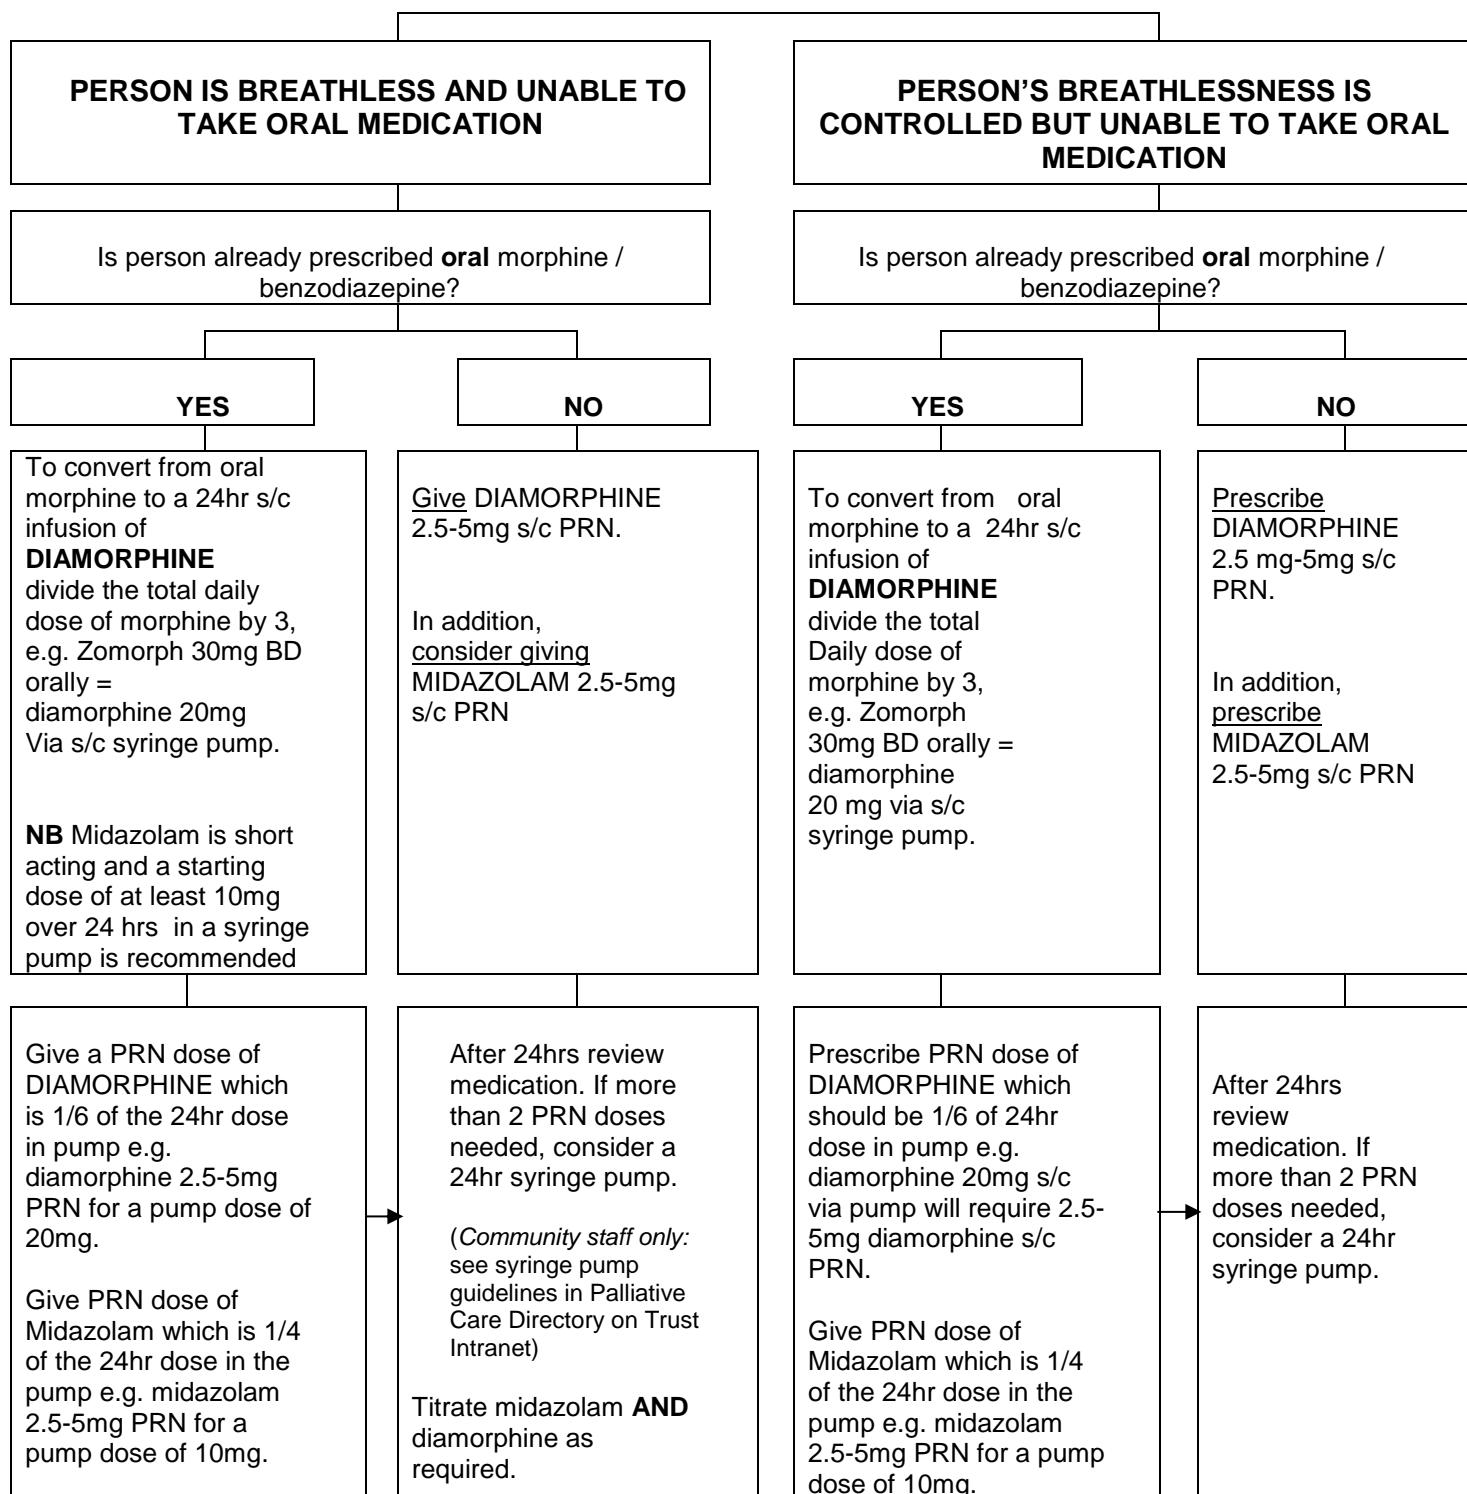 PERSON IS BREATHLESS AND UNABLE TO
TAKE ORAL MEDICATION
Is person already prescribed oral morphine /
benzodiazepine?
YES
To convert from oral
morphine to a 24hr s/c
infusion of
DIAMORPHINE
divide the total daily
dose of morphine by 3,
e.g. Zomorph 30mg BD
orally =
diamorphine 20mg
Via s/c syringe pump.
NB Midazolam is short
acting and a starting
dose of at least 10mg
over 24 hrs in a syringe
pump is recommended
Give a PRN dose of
DIAMORPHINE which
is 1/6 of the 24hr dose
in pump e.g.
diamorphine 2.5-5mg
PRN for a pump dose of
20mg.
Give PRN dose of
Midazolam which is 1/4
of the 24hr dose in the
pump e.g. midazolam
2.5-5mg PRN for a
pump dose of 10mg.
NO
Give DIAMORPHINE
2.5-5mg s/c PRN.
In addition,
consider giving
MIDAZOLAM 2.5-5mg
s/c PRN
After 24hrs review
medication. If more
than 2 PRN doses
needed, consider a
24hr syringe pump.
(Community staff only:
see syringe pump
guidelines in Palliative
Care Directory on Trust
Intranet)
Titrate midazolam AND
diamorphine as
required.
PERSON'S BREATHLESSNESS IS
CONTROLLED BUT UNABLE TO TAKE ORAL
MEDICATION
Is person already prescribed oral morphine /
benzodiazepine?
YES
To convert from oral
morphine to a 24hr s/c
infusion of
DIAMORPHINE
divide the total
Daily dose of
morphine by 3,
e.g. Zomorph
30mg BD orally =
diamorphine
20 mg via s/c
syringe pump.
Prescribe PRN dose of
DIAMORPHINE which
should be 1/6 of 24hr
dose in pump e.g.
diamorphine 20mg s/c
via pump will require 2.5-
5mg diamorphine s/c
PRN.
Give PRN dose of
Midazolam which is 1/4
of the 24hr dose in the
pump e.g. midazolam
2.5-5mg PRN for a pump
dose of 10mg.
NO
Prescribe
DIAMORPHINE
2.5 mg-5mg s/c
PRN.
In addition,
prescribe
MIDAZOLAM
2.5-5mg s/c PRN
After 24hrs
review
medication. If
more than 2 PRN
doses needed,
consider a 24hr
syringe pump.